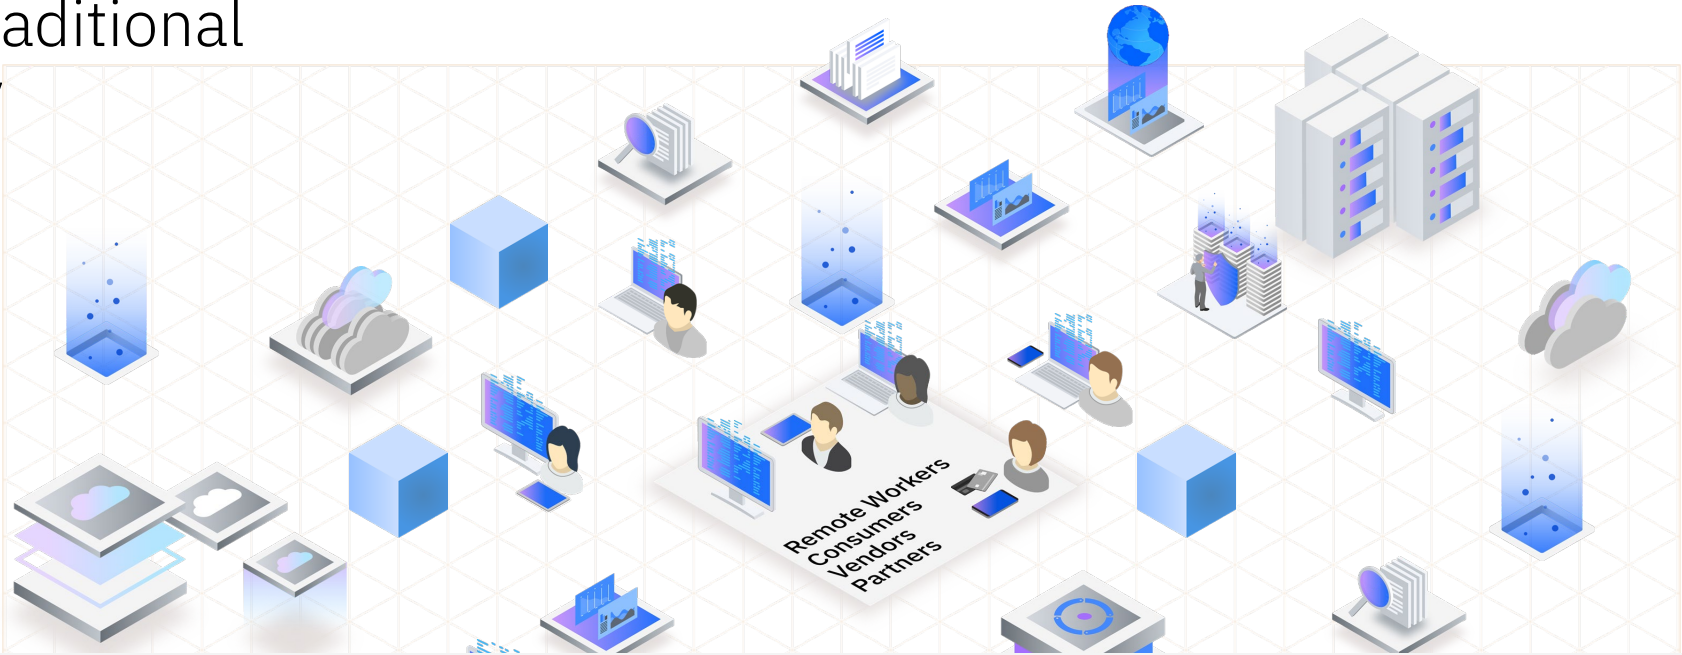 aditional
Remote Workers
Consumers
Vendors
Partners